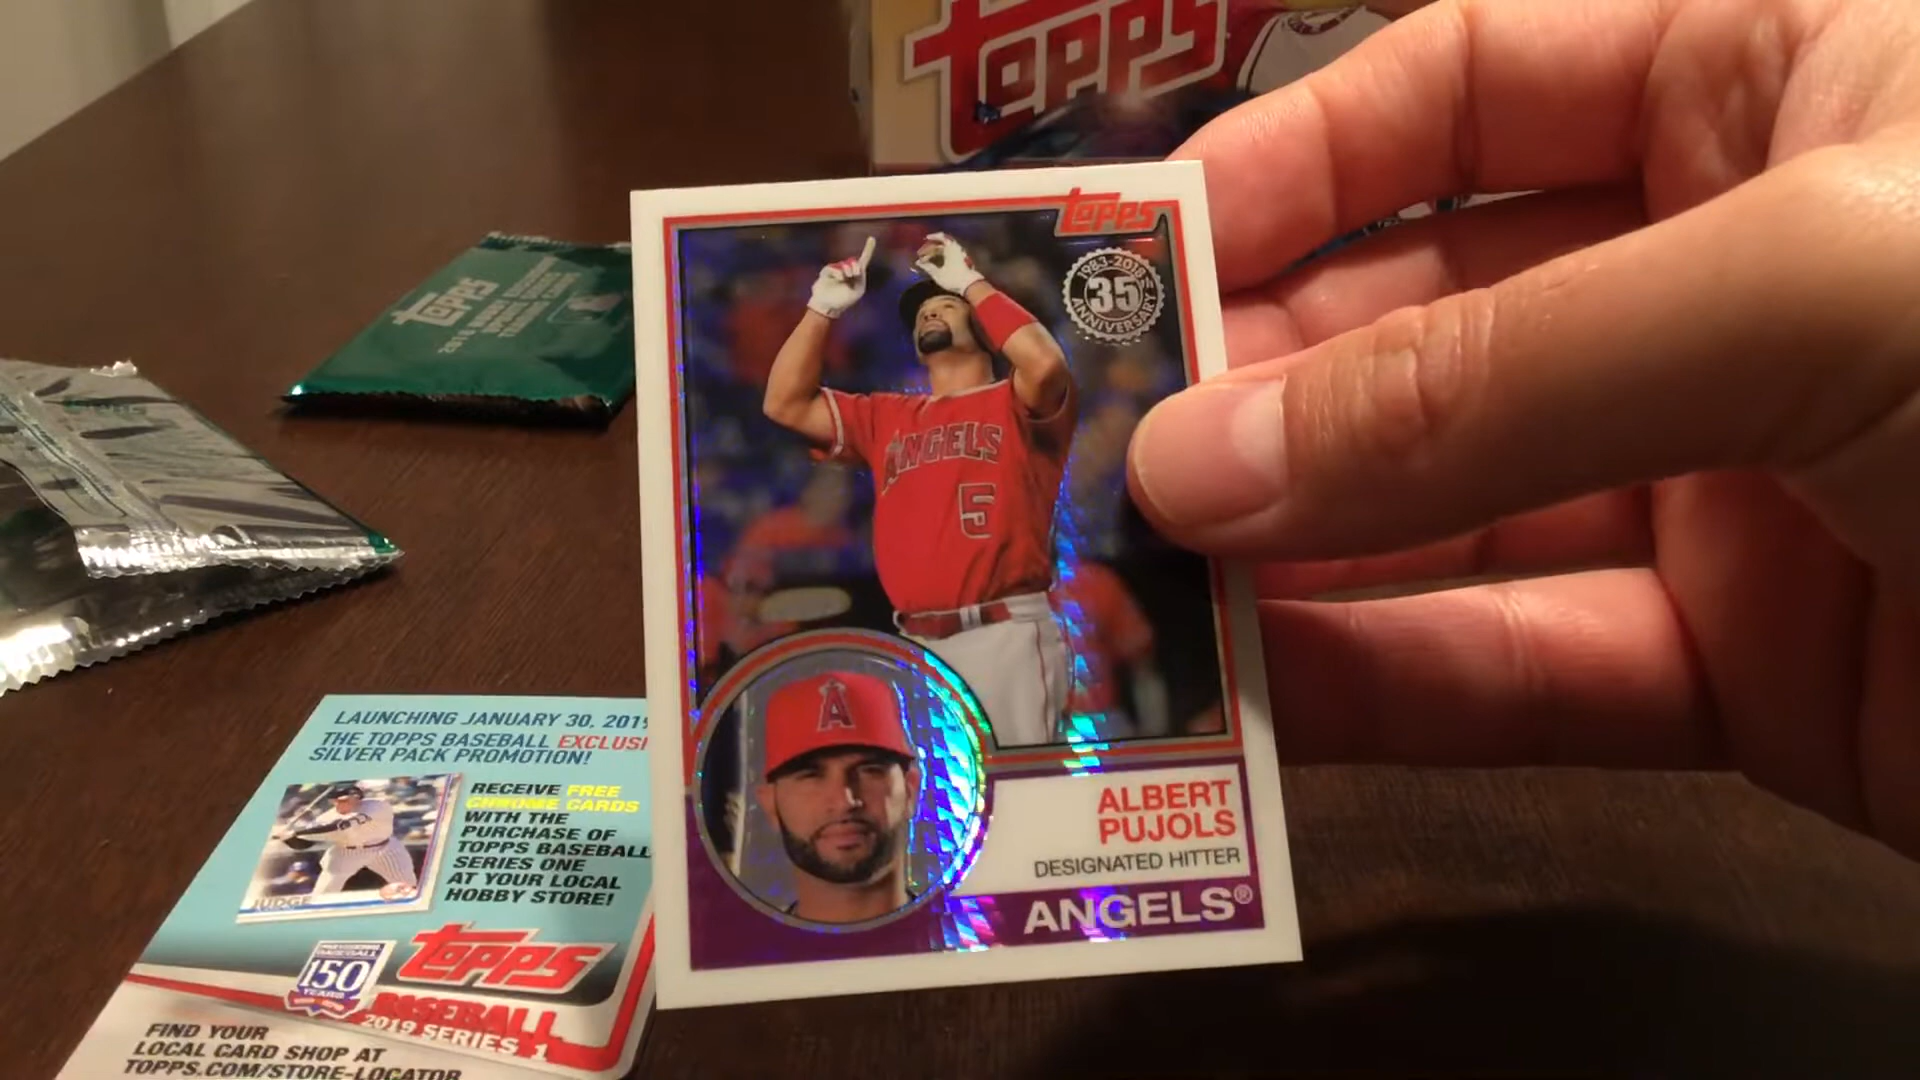 Topps
Topps
1983-2018
35
ANNIVERSARY
ANGELS
5
A
ALBERT
PUJOLS
DESIGNATED HITTER
ANGELS®
TOPPS
LAUNCHING JANUARY 30, 2019
THE TOPPS BASEBALL EXCLUSI
SILVER PACK PROMOTION!
RECEIVE FREE
CHROME CARDS
WITH THE
PURCHASE OF
TOPPS BASEBALL
SERIES ONE
AT YOUR LOCAL
HOBBY STORE!
JUDGE
BASEBALL
150
YEARS
Topps
BASEBALL
2019 SERIES 1
FIND YOUR
LOCAL CARD SHOP AT
TOPPS.COM/STORE-LOCATOR